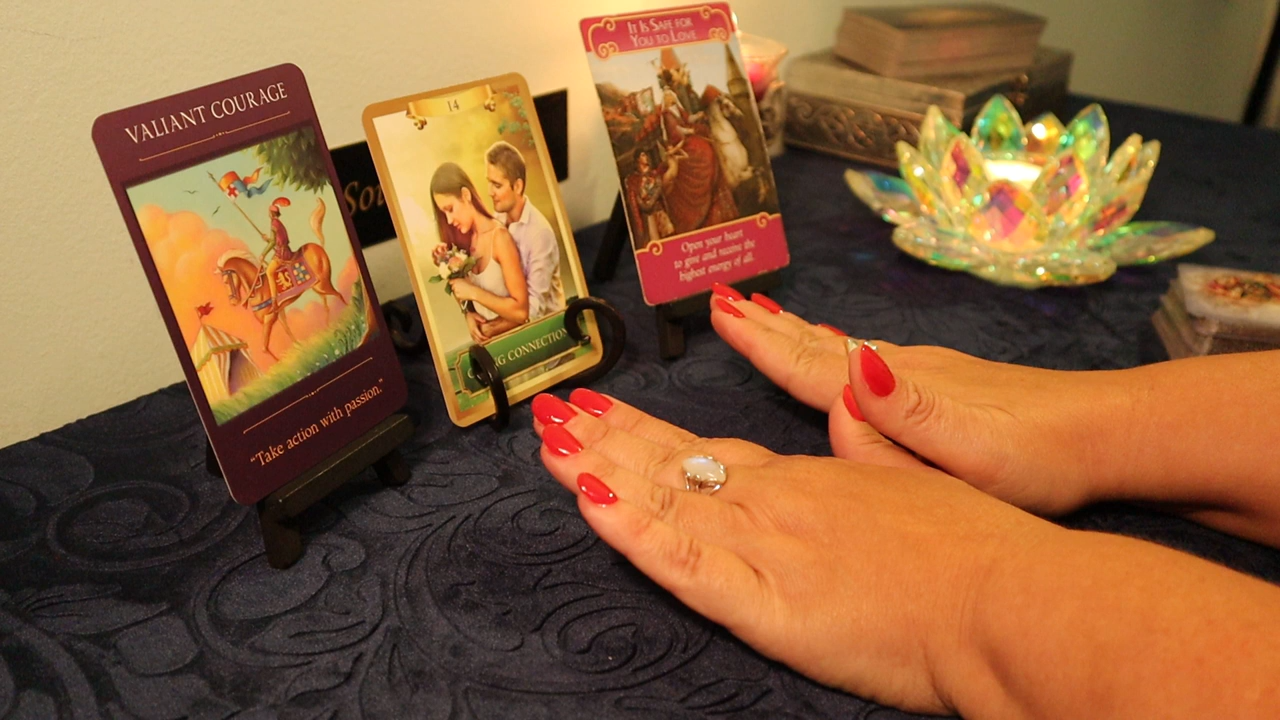 VALIANT COURAGE
"Take action with passion."
14
CONNECTION
It Is Safe for
You to Love
Open your heart
to give and receive the
highest energy of all.